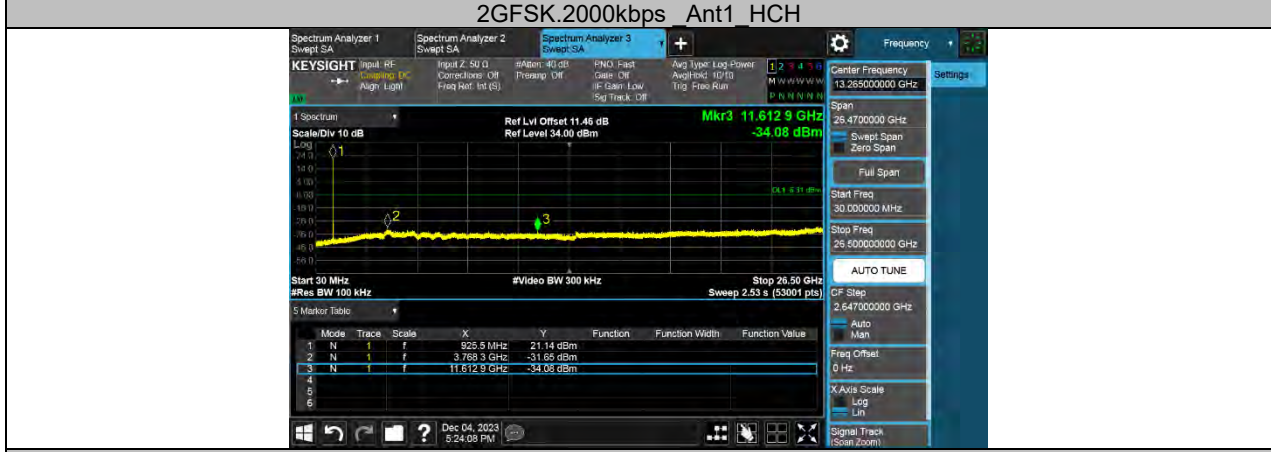 2GFSK.2000kbps _Ant1_HCH
Spectrum Analyzer 1
Swept SA
Spectrum Analyzer 2
Swept SA
Spectrum Analyzer 3
Swept SA
+
Frequency
KEYSIGHT
Input: RF
Coupling: DC
Align: Light
Input Z: 50 Ω
Corrections: Off
Freq Ref: Int (S)
#Atten: 40 dB
Preamp: Off
PNO: Fast
Gate: Off
IF Gain: Low
Sig Track: Off
Avg Type: Log-Power
Avg|Hold: 10/10
Trig: Free Run
1 2 3 4 5 6
M W W W W W
P N N N N N
Center Frequency
13.265000000 GHz
Settings
1 Spectrum
Scale/Div 10 dB
Ref Lvl Offset 11.46 dB
Ref Level 34.00 dBm
Mkr3 11.612 9 GHz
-34.08 dBm
Span
26.4700000 GHz
Swept Span
Zero Span
Full Span
Log
24.0
14.0
1
2
3
Start Freq
30.000000 MHz
Stop Freq
26.500000000 GHz
AUTO TUNE
Start 30 MHz
#Res BW 100 kHz
#Video BW 300 kHz
Stop 26.50 GHz
Sweep 2.53 s (53001 pts)
CF Step
2.647000000 GHz
Auto
Man
5 Marker Table
Mode Trace Scale X Y Function Function Width Function Value
1 N 1 f 925.5 MHz 21.14 dBm
2 N 1 f 3.768 3 GHz -31.65 dBm
3 N 1 f 11.612 9 GHz -34.08 dBm
4
5
6
Freq Offset
0 Hz
X Axis Scale
Log
Lin
Signal Track
(Span Zoom)
?
Dec 04, 2023
5:24:08 PM